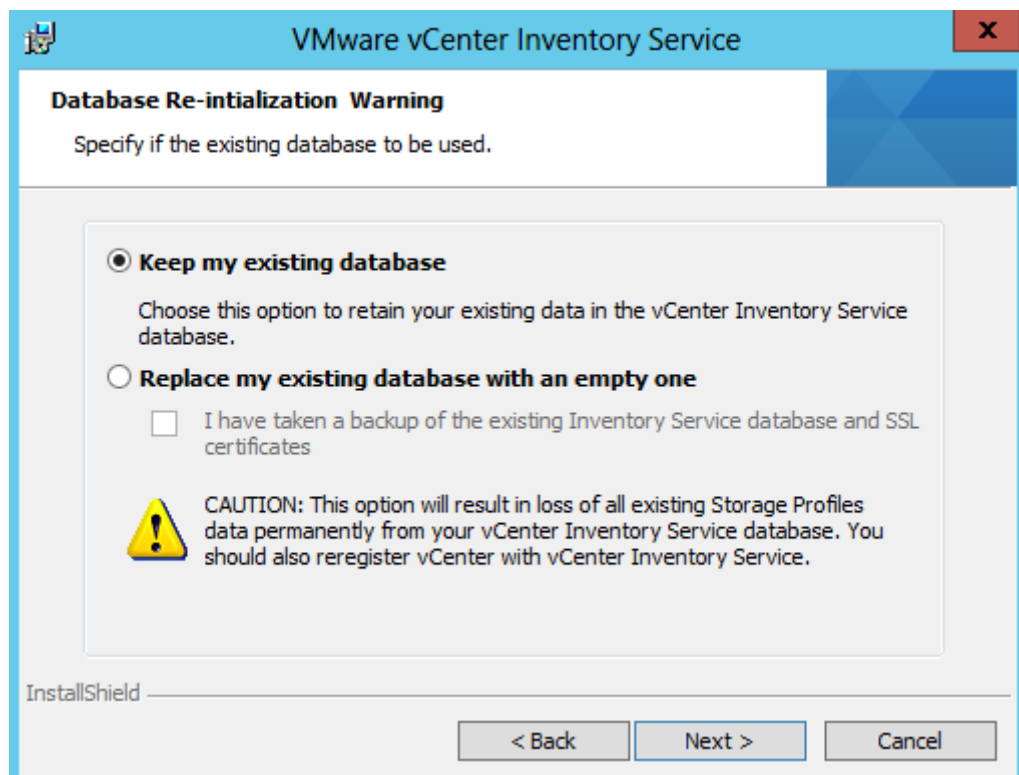 VMware vCenter Inventory Service
x
Database Re-intialization Warning
Specify if the existing database to be used.
Keep my existing database
Choose this option to retain your existing data in the vCenter Inventory Service
database.
Replace my existing database with an empty one
I have taken a backup of the existing Inventory Service database and SSL
certificates
CAUTION: This option will result in loss of all existing Storage Profiles
data permanently from your vCenter Inventory Service database. You
should also reregister vCenter with vCenter Inventory Service.
InstallShield
< Back Next > Cancel